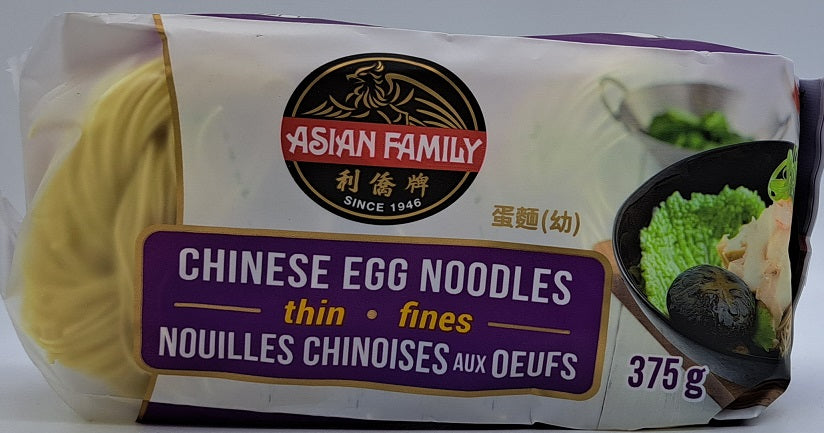 ASIAN FAMILY
利僑牌
SINCE 1946
蛋麵(幼)
CHINESE EGG NOODLES
thin • fines
NOUILLES CHINOISES AUX OEUFS
375 g